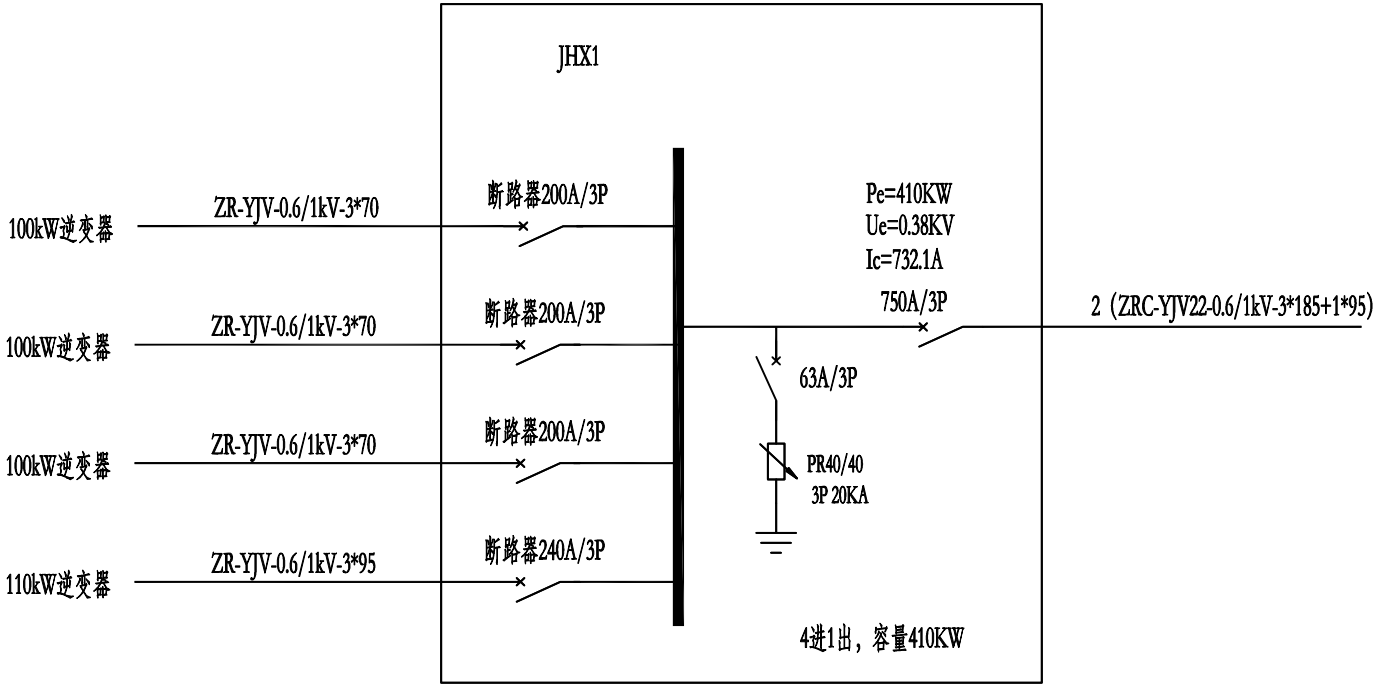 JHX1
100kW逆变器
ZR-YJV-0.6/1kV-3*70
断路器200A/3P
100kW逆变器
ZR-YJV-0.6/1kV-3*70
断路器200A/3P
100kW逆变器
ZR-YJV-0.6/1kV-3*70
断路器200A/3P
110kW逆变器
ZR-YJV-0.6/1kV-3*95
断路器240A/3P
Pe=410KW
Ue=0.38KV
Ic=732.1A
750A/3P
2（ZRC-YJV22-0.6/1kV-3*185+1*95）
63A/3P
PR40/40
3P 20KA
4进1出，容量410KW